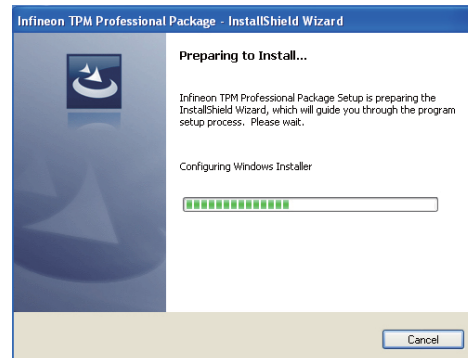 Infineon TPM Professional Package - InstallShield Wizard
Preparing to Install...
Infineon TPM Professional Package Setup is preparing the
InstallShield Wizard, which will guide you through the program
setup process. Please wait.
Configuring Windows Installer
Cancel